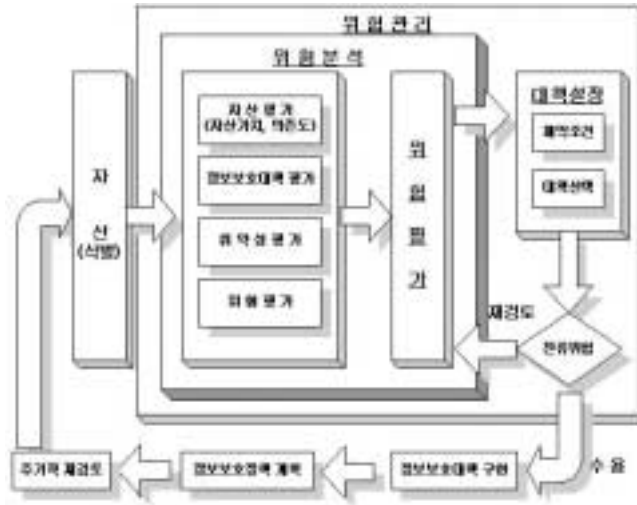 위 험 관 리
위 험 분 석
자
산
(식별)
자 산 평 가
(자산가치, 의존도)
정보보호대책 평가
취 약 성 평 가
위 협 평 가
위
험
평
가
대책설정
제약조건
대책선택
재검토
잔류위험
수 용
주기적 재검토
정보보호정책 계획
정보보호대책 구현